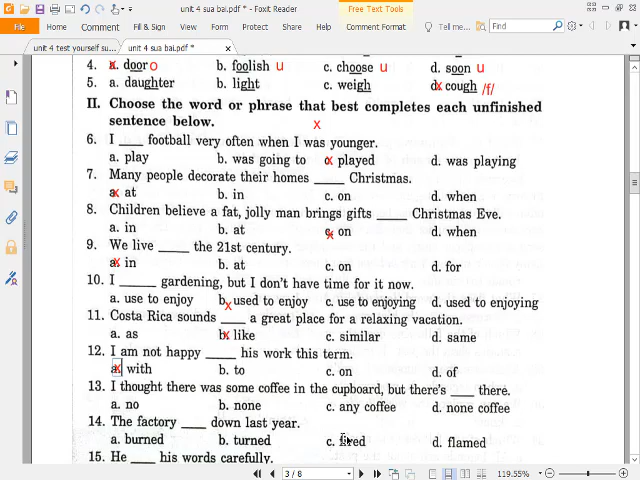 unit 4 sua bai.pdf * - Foxit Reader
Free Text Tools
File Home Comment View Form Protect Share Connect Help Extras Comment Format Tell me... Find
unit 4 test yourself su... unit 4 sua bai.pdf *
4. x door o b. foolish u c. choose u d. soon u
5. a. daughter b. light c. weigh x cough /f/
II. Choose the word or phrase that best completes each unfinished
sentence below. x
6. I ____ football very often when I was younger.
a. play b. was going to x played d. was playing
7. Many people decorate their homes ____ Christmas.
x at b. in c. on d. when
8. Children believe a fat, jolly man brings gifts ____ Christmas Eve.
a. in b. at c. x on d. when
9. We live ____ the 21st century.
a. x in b. at c. on d. for
10. I _____ gardening, but I don't have time for it now.
a. use to enjoy b. x used to enjoy c. use to enjoying d. used to enjoying
11. Costa Rica sounds ____ a great place for a relaxing vacation.
a. as b. x like c. similar d. same
12. I am not happy ____ his work this term.
a. x with b. to c. on d. of
13. I thought there was some coffee in the cupboard, but there's ____ there.
a. no b. none c. any coffee d. none coffee
14. The factory ____ down last year.
a. burned b. turned c. fired d. flamed
15. He ____ his words carefully.
3 / 8 119.55%